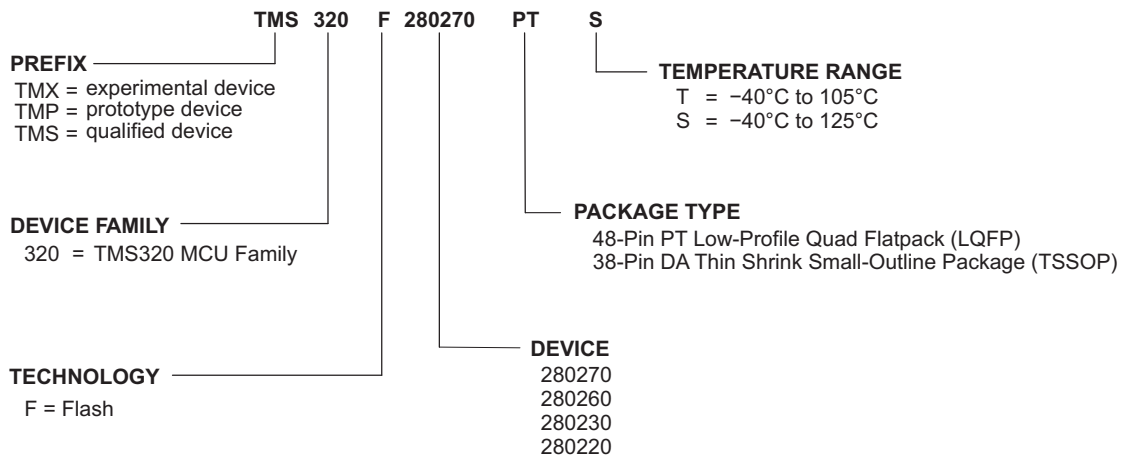 TMS 320 F 280270 PT S
PREFIX
TMX = experimental device
TMP = prototype device
TMS = qualified device
TEMPERATURE RANGE
T = −40°C to 105°C
S = −40°C to 125°C
DEVICE FAMILY
320 = TMS320 MCU Family
PACKAGE TYPE
48-Pin PT Low-Profile Quad Flatpack (LQFP)
38-Pin DA Thin Shrink Small-Outline Package (TSSOP)
TECHNOLOGY
F = Flash
DEVICE
280270
280260
280230
280220